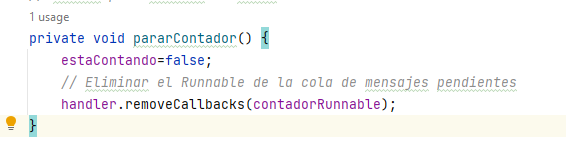 1 usage
private void pararContador() {
estaContando=false;
// Eliminar el Runnable de la cola de mensajes pendientes
handler.removeCallbacks(contadorRunnable);
}